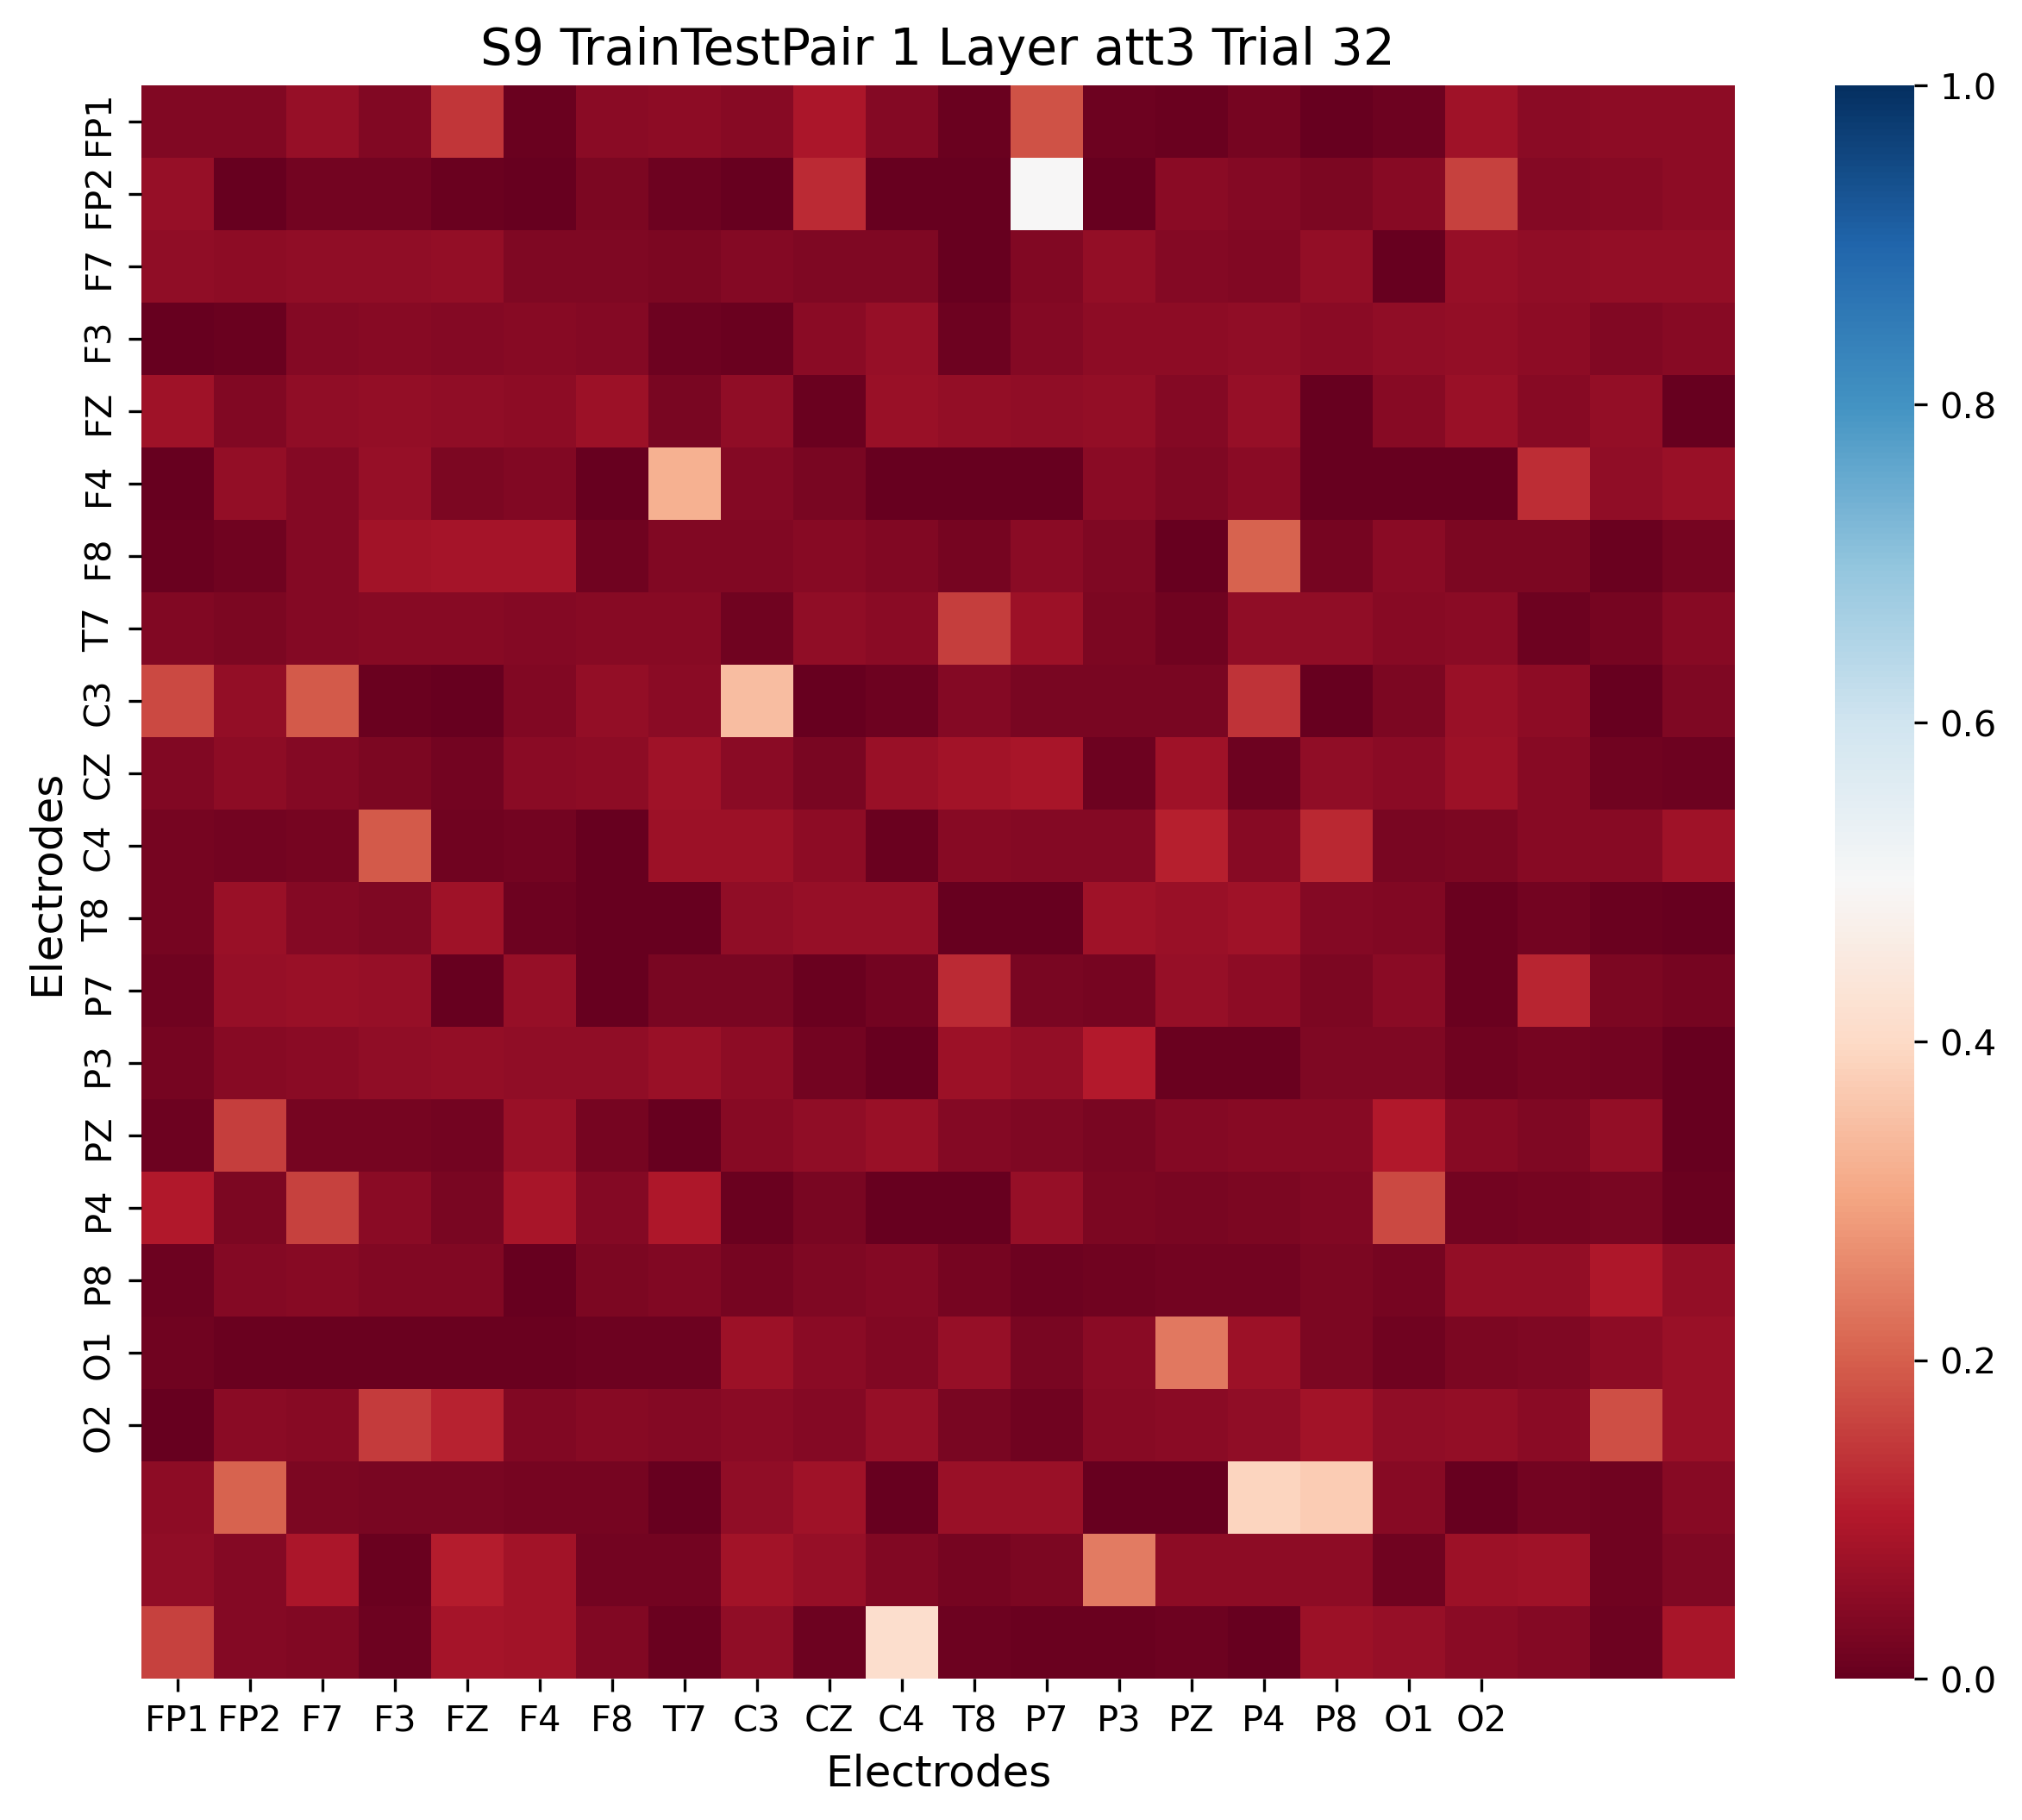 S9 TrainTestPair 1 Layer att3 Trial 32
Electrodes
FP1
FP2
F7
F3
FZ
F4
F8
T7
C3
CZ
C4
T8
P7
P3
PZ
P4
P8
O1
O2
FP1 FP2 F7 F3 FZ F4 F8 T7 C3 CZ C4 T8 P7 P3 PZ P4 P8 O1 O2
Electrodes
1.0
0.8
0.6
0.4
0.2
0.0